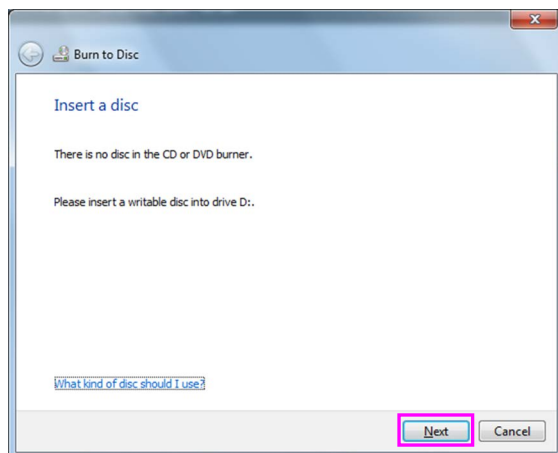 Burn to Disc
Insert a disc
There is no disc in the CD or DVD burner.
Please insert a writable disc into drive D:.
What kind of disc should I use?
Next
Cancel